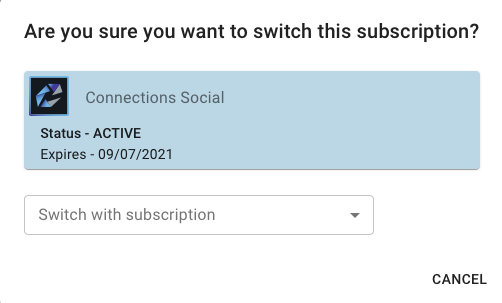 Are you sure you want to switch this subscription?
Connections Social
Status - ACTIVE
Expires - 09/07/2021
Switch with subscription
CANCEL